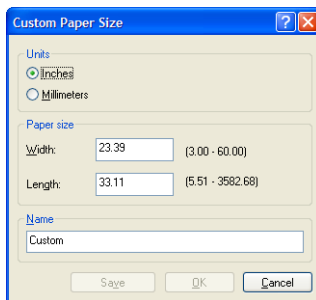 Custom Paper Size
Units
Inches
Millimeters
Paper size
Width: 23.39 (3.00 - 60.00)
Length: 33.11 (5.51 - 3582.68)
Name
Custom
Save OK Cancel